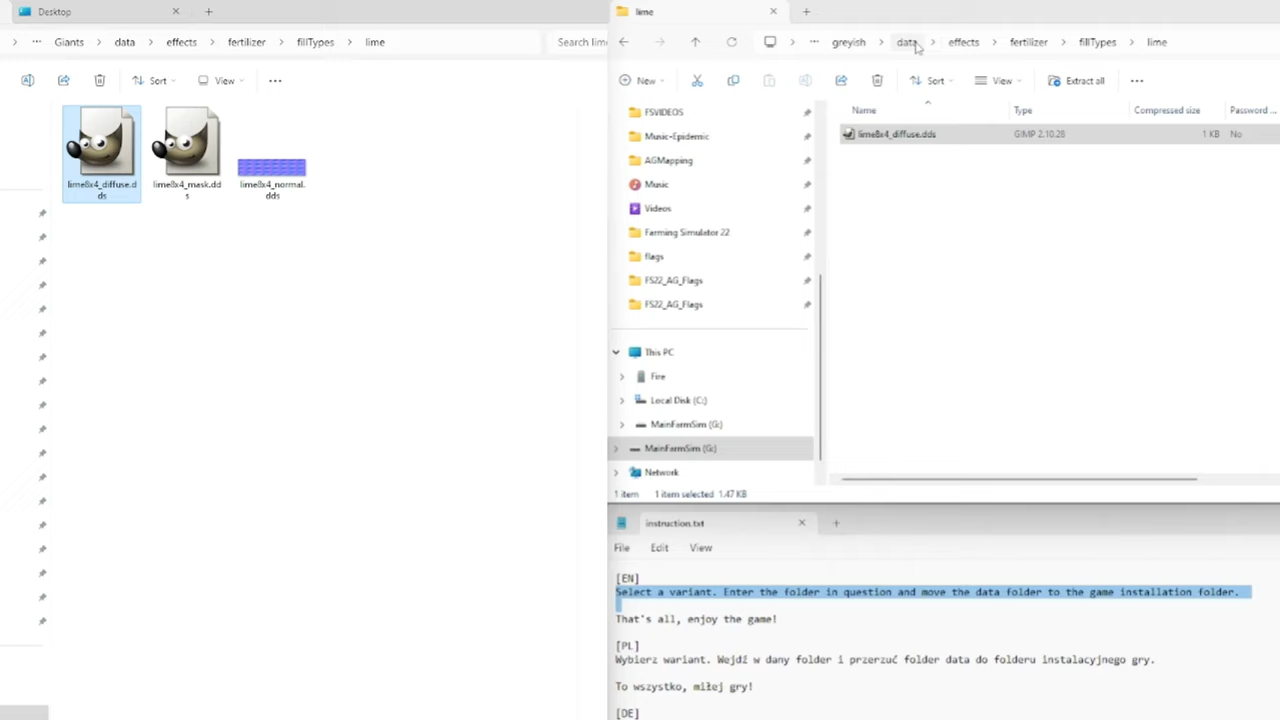 Desktop
Giants > data > effects > fertilizer > fillTypes > lime
Search lime
Sort
View
lime8x4_diffuse.d
ds
lime8x4_mask.dd
s
lime8x4_normal.
dds
lime
greyish > data > effects > fertilizer > fillTypes > lime
New
Sort
View
Extract all
Name
Type
Compressed size
Password ...
lime8x4_diffuse.dds
GIMP 2.10.28
1 KB
No
FSVIDEOS
Music-Epidemic
AGMapping
Music
Videos
Farming Simulator 22
flags
FS22_AG_Flags
FS22_AG_Flags
This PC
Fire
Local Disk (C:)
MainFarmSim (G:)
MainFarmSim (G:)
Network
1 item
1 item selected 1.47 KB
instruction.txt
File
Edit
View
[EN]
Select a variant. Enter the folder in question and move the data folder to the game installation folder.
That's all, enjoy the game!
[PL]
Wybierz wariant. Wejdź w dany folder i przerzuć folder data do folderu instalacyjnego gry.
To wszystko, miłej gry!
[DE]